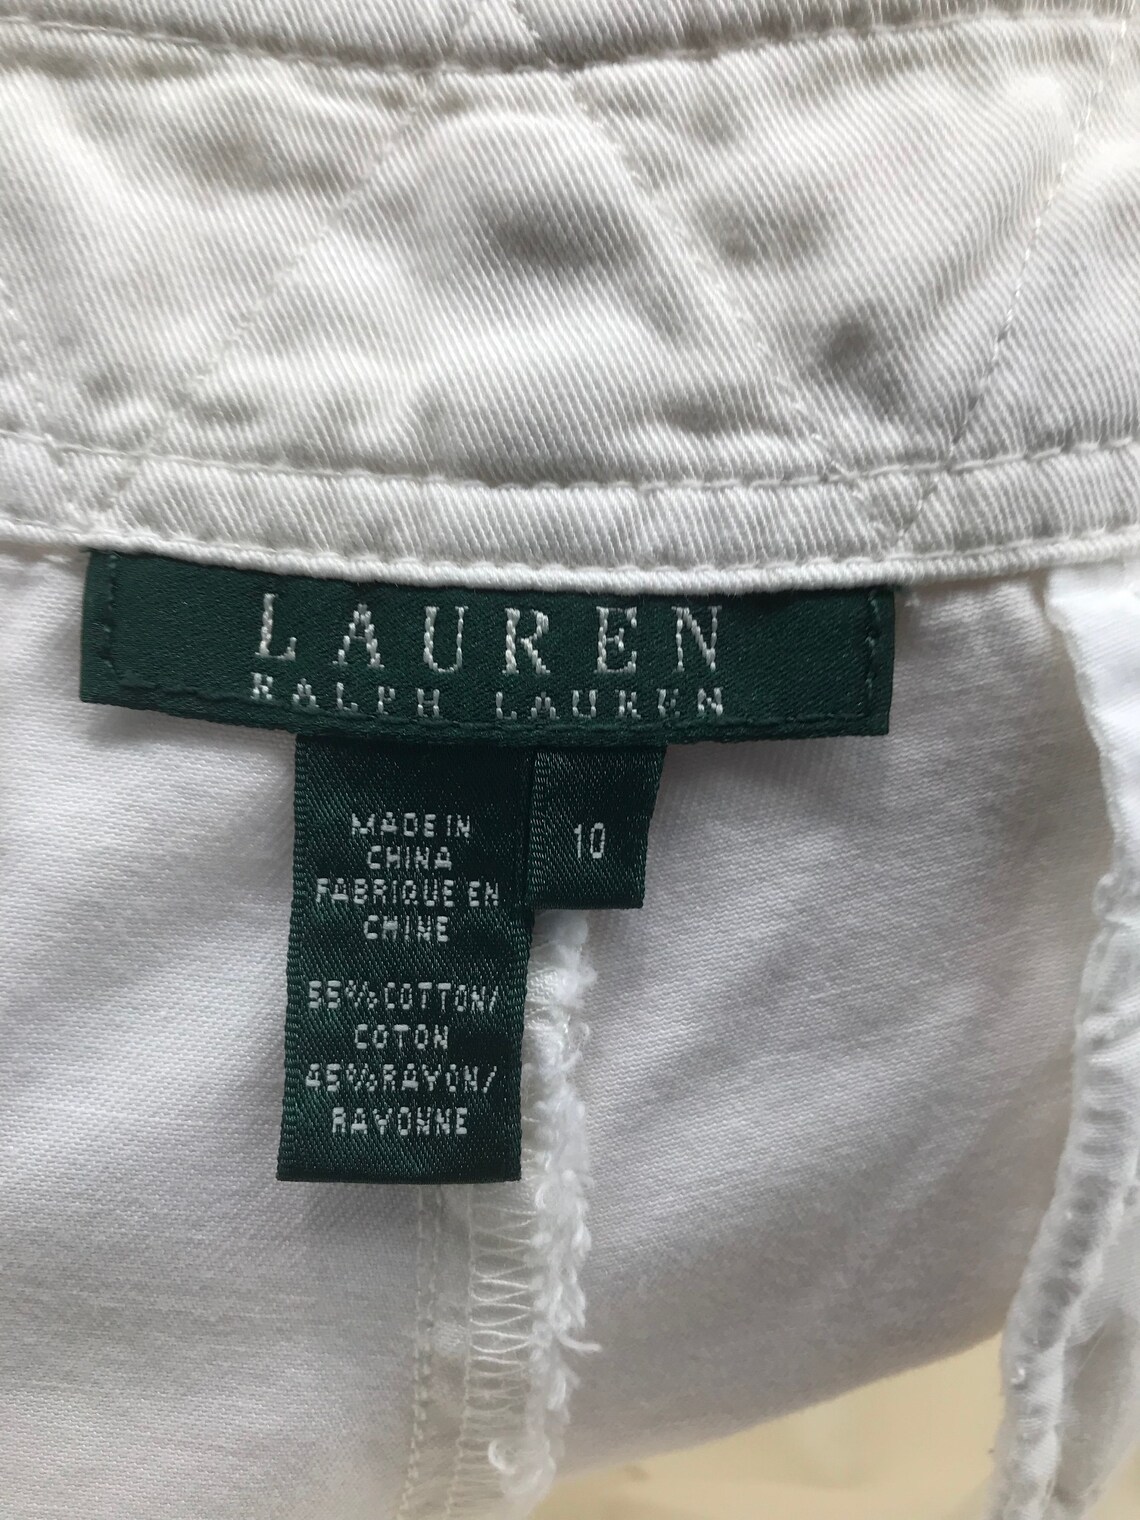 LAUREN
RALPH LAUREN
MADE IN
CHINA
FABRIQUE EN
CHINE
55%COTTON/
COTON
45%RAYON/
RAYONNE
10